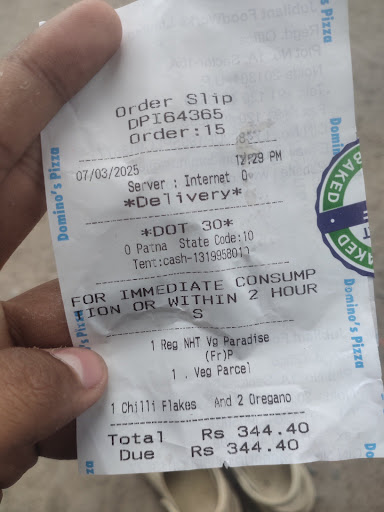 Order Slip
DPI64365
Order:15
07/03/2025 12:29 PM
Server : Internet 0
*Delivery*
*DOT 30*
0 Patna State Code:10
FOR IMMEDIATE CONSUMP
TION OR WITHIN 2 HOUR
S
1 Reg NHT Vg Paradise
(Fr)P
1 . Veg Parcel
1 Chilli Flakes And 2 Oregano
Total Rs 344.40
Due Rs 344.40
Domino's Pizza
Domino's Pizza
Domino's Pizza
BAKED
BAKED